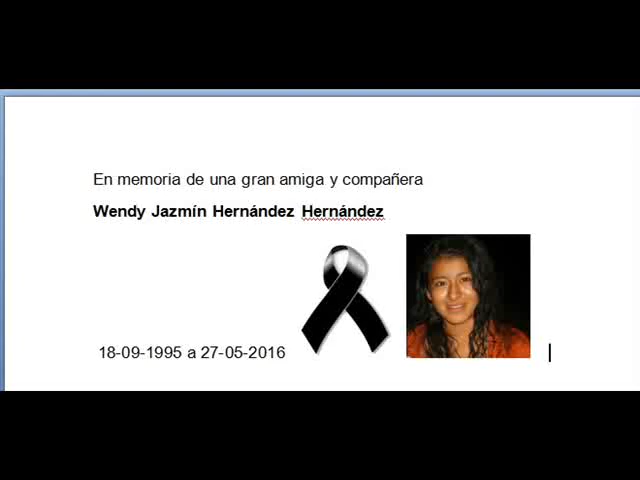 En memoria de una gran amiga y compañera
Wendy Jazmín Hernández Hernández
18-09-1995 a 27-05-2016